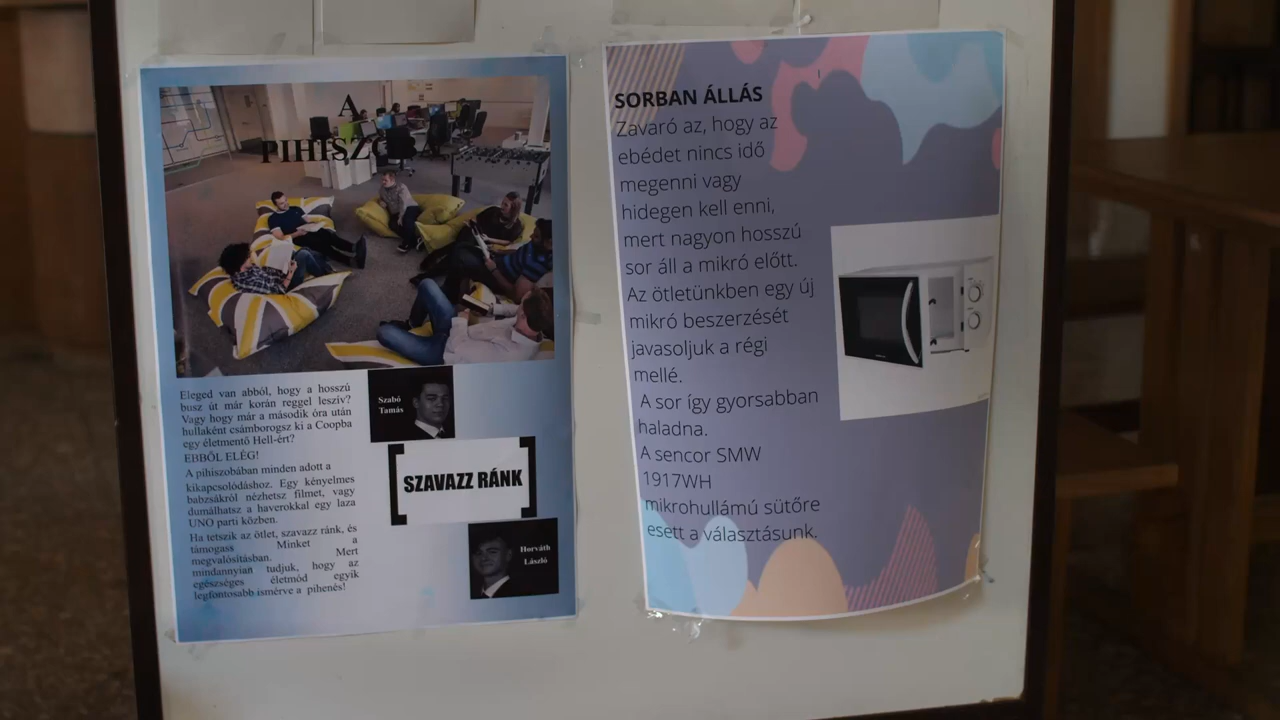 A
PIHISZO
Eleged van abból, hogy a hosszú
busz út már korán reggel leszív?
Vagy hogy már a második óra után
hullaként csámborogsz ki a Coopba
egy életmentő Hell-ért?
EBBŐL ELÉG!
A pihiszobában minden adott a
kikapcsolódáshoz. Egy kényelmes
babzsákról nézhetsz filmet, vagy
dumálhatsz a haverokkal egy laza
UNO parti közben.
Ha tetszik az ötlet, szavazz ránk, és
támogass Minket a
megvalósításban. Mert
mindannyian tudjuk, hogy az
egészséges életmód egyik
legfontosabb ismérve a pihenés!
Szabó
Tamás
SZAVAZZ RÁNK
Horváth
László
SORBAN ÁLLÁS
Zavaró az, hogy az
ebédet nincs idő
megenni vagy
hidegen kell enni,
mert nagyon hosszú
sor áll a mikró előtt.
Az ötletünkben egy új
mikró beszerzését
javasoljuk a régi
mellé.
A sor így gyorsabban
haladna.
A sencor SMW
1917WH
mikrohullámú sütőre
esett a választásunk.